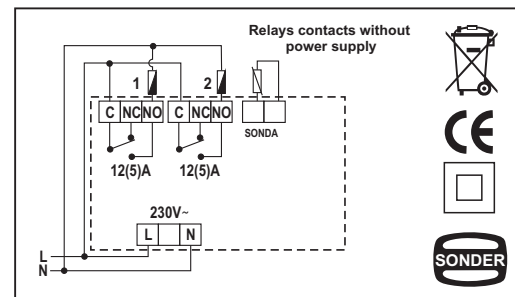 Relays contacts without
power supply
1 2
C NC NO C NC NO
SONDA
12(5)A 12(5)A
230V~
L N
L
N
CE
SONDER